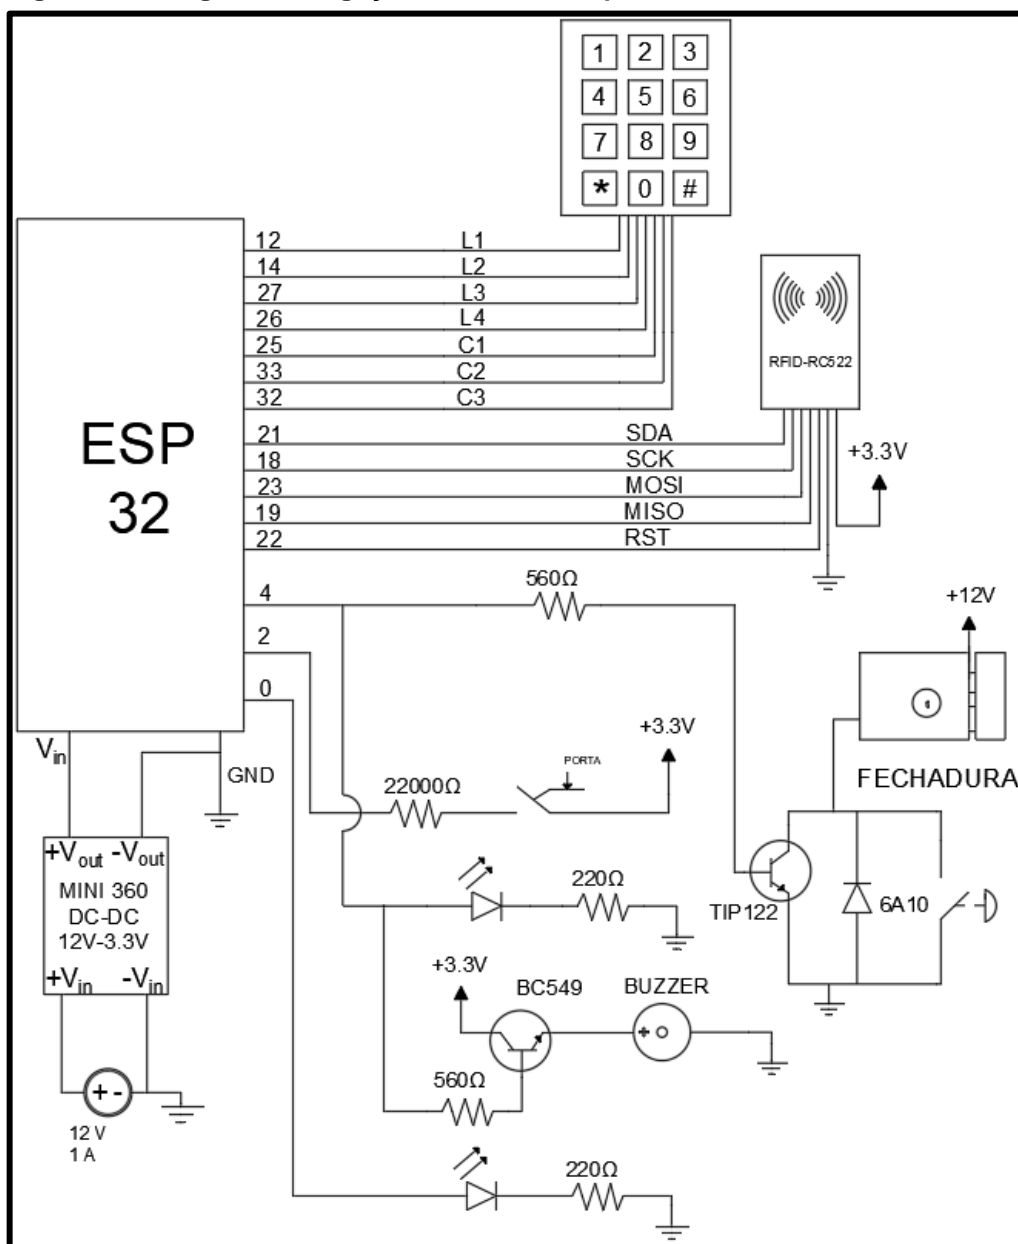 1 2 3
4 5 6
7 8 9
* 0 #
12 L1
14 L2
27 L3
26 L4
25 C1
33 C2
32 C3
ESP
32
RFID-RC522
21 SDA
18 SCK
23 MOSI
19 MISO
22 RST
+3.3V
4
560Ω
2
0
+12V
FECHADURA
Vin
GND
22000Ω
PORTA
+3.3V
+Vout -Vout
MINI 360
DC-DC
12V-3.3V
+Vin -Vin
220Ω
TIP122
6A10
+3.3V
BC549
BUZZER
+
560Ω
+ -
12 V
1 A
220Ω